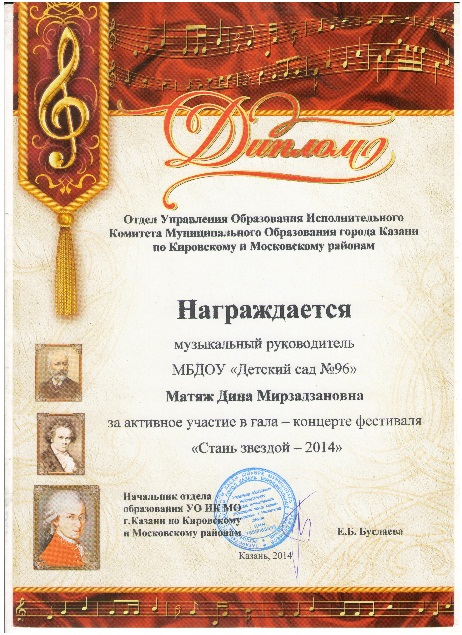 Диплом
Отдел Управления Образования Исполнительного
Комитета Муниципального Образования города Казани
по Кировскому и Московскому районам
Награждается
музыкальный руководитель
МБДОУ «Детский сад №96»
Матяж Дина Мирзадзановна
за активное участие в гала – концерте фестиваля
«Стань звездой – 2014»
Начальник отдела
образования УО ИК МО
г.Казани по Кировскому
и Московскому районам
Е.Б. Буслаева
Казань, 2014